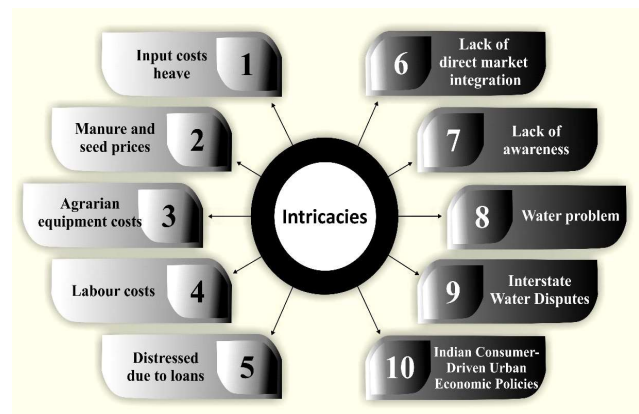 Input costs
heave
1
Manure and
seed prices
2
Agrarian
equipment costs
3
Labour costs
4
Distressed
due to loans
5
Intricacies
6
Lack of
direct market
integration
7
Lack of
awareness
8
Water problem
9
Interstate
Water Disputes
10
Indian Consumer-
Driven Urban
Economic Policies